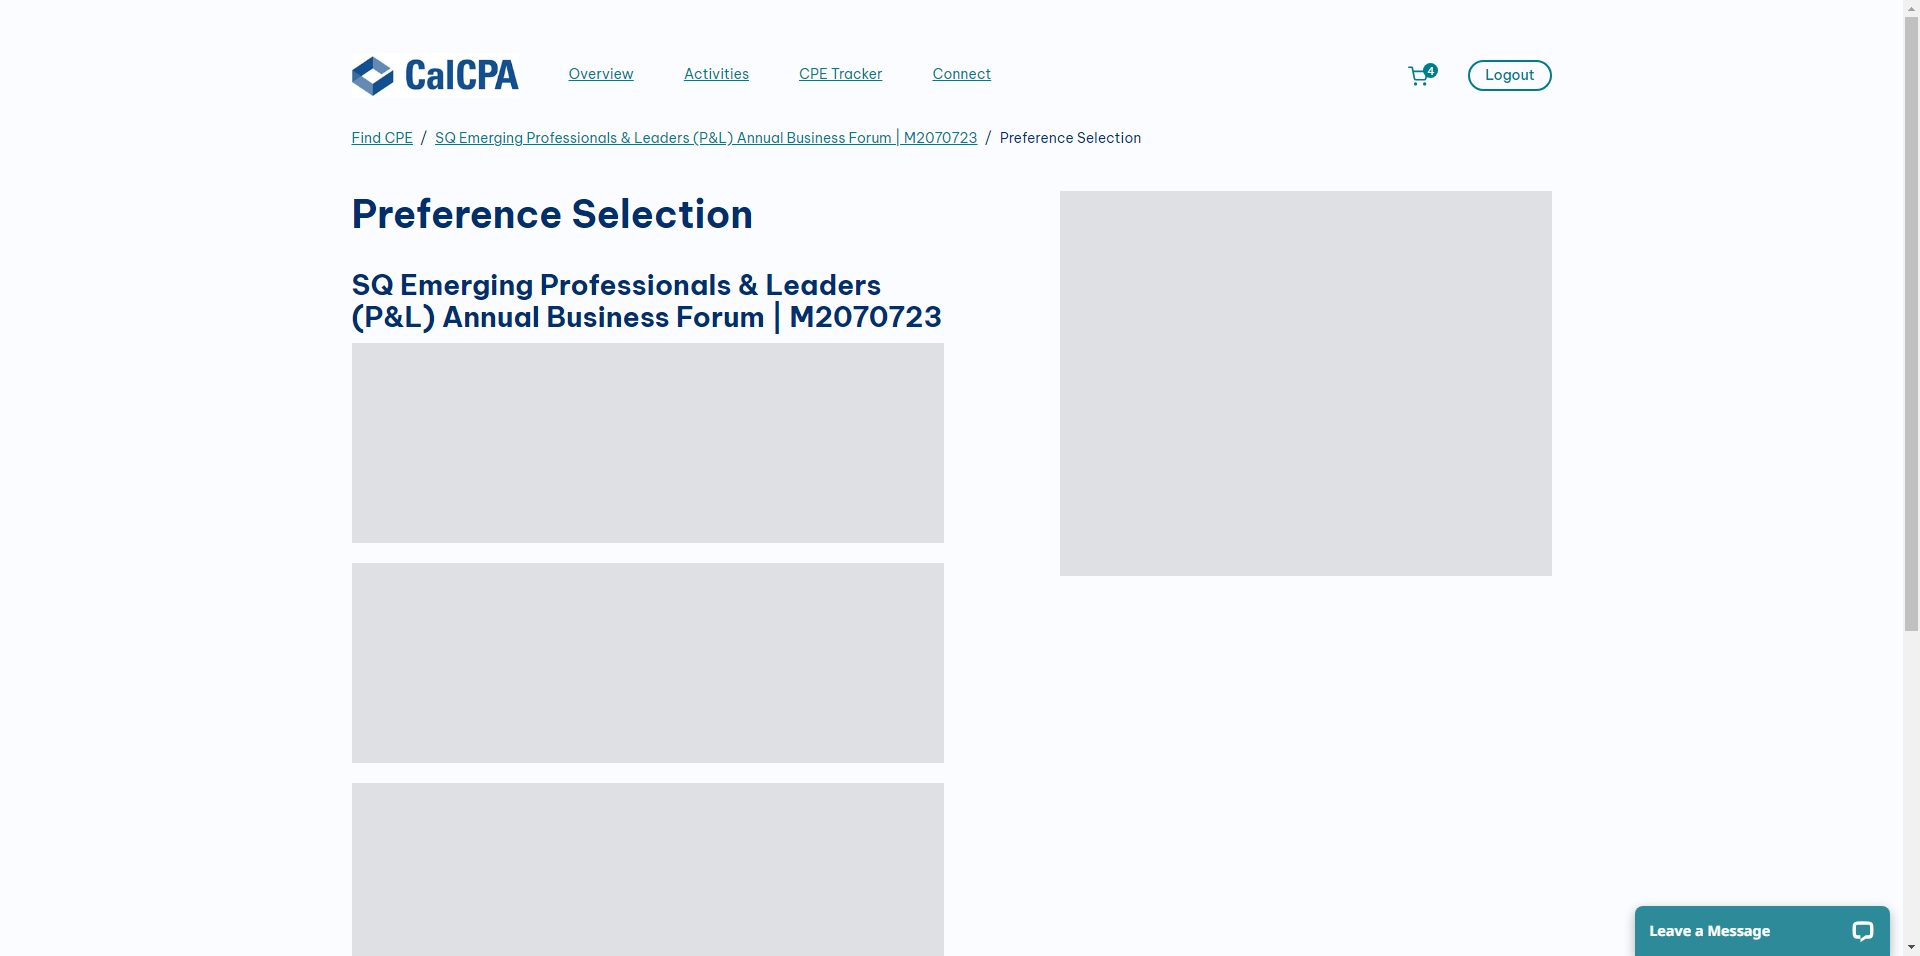 CalCPA Overview Activities CPE Tracker Connect 4 Logout
Find CPE / SQ Emerging Professionals & Leaders (P&L) Annual Business Forum | M2070723 / Preference Selection
Preference Selection
SQ Emerging Professionals & Leaders
(P&L) Annual Business Forum | M2070723
Leave a Message